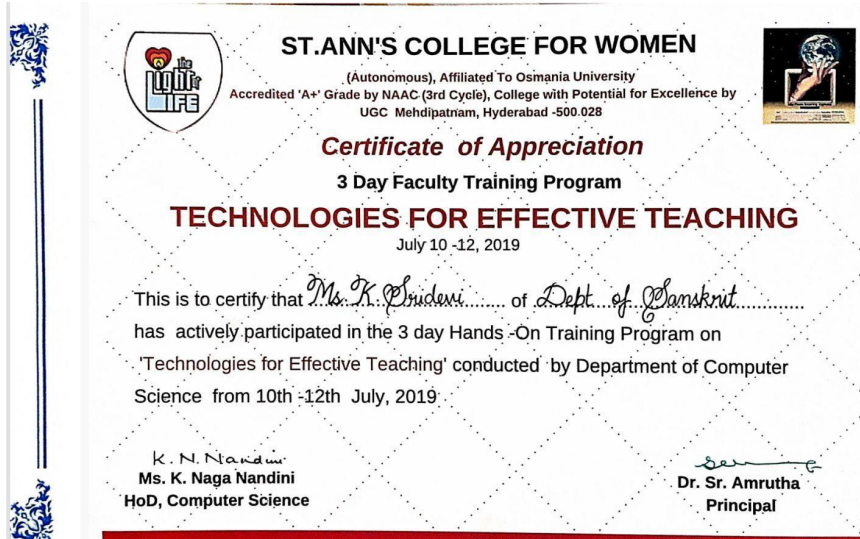 the
Light of
LIFE
ST.ANN'S COLLEGE FOR WOMEN
(Autonomous), Affiliated To Osmania University
Accredited 'A+' Grade by NAAC (3rd Cycle), College with Potential for Excellence by
UGC Mehdipatnam, Hyderabad -500 028
Certificate of Appreciation
3 Day Faculty Training Program
TECHNOLOGIES FOR EFFECTIVE TEACHING
July 10 -12, 2019
This is to certify that Ms. K. Sridevi of Dept. of Sanskrit
has actively participated in the 3 day Hands -On Training Program on
'Technologies for Effective Teaching' conducted by Department of Computer
Science from 10th -12th July, 2019
K. N. Nandini
Ms. K. Naga Nandini
HoD, Computer Science
Dr. Sr. Amrutha
Principal